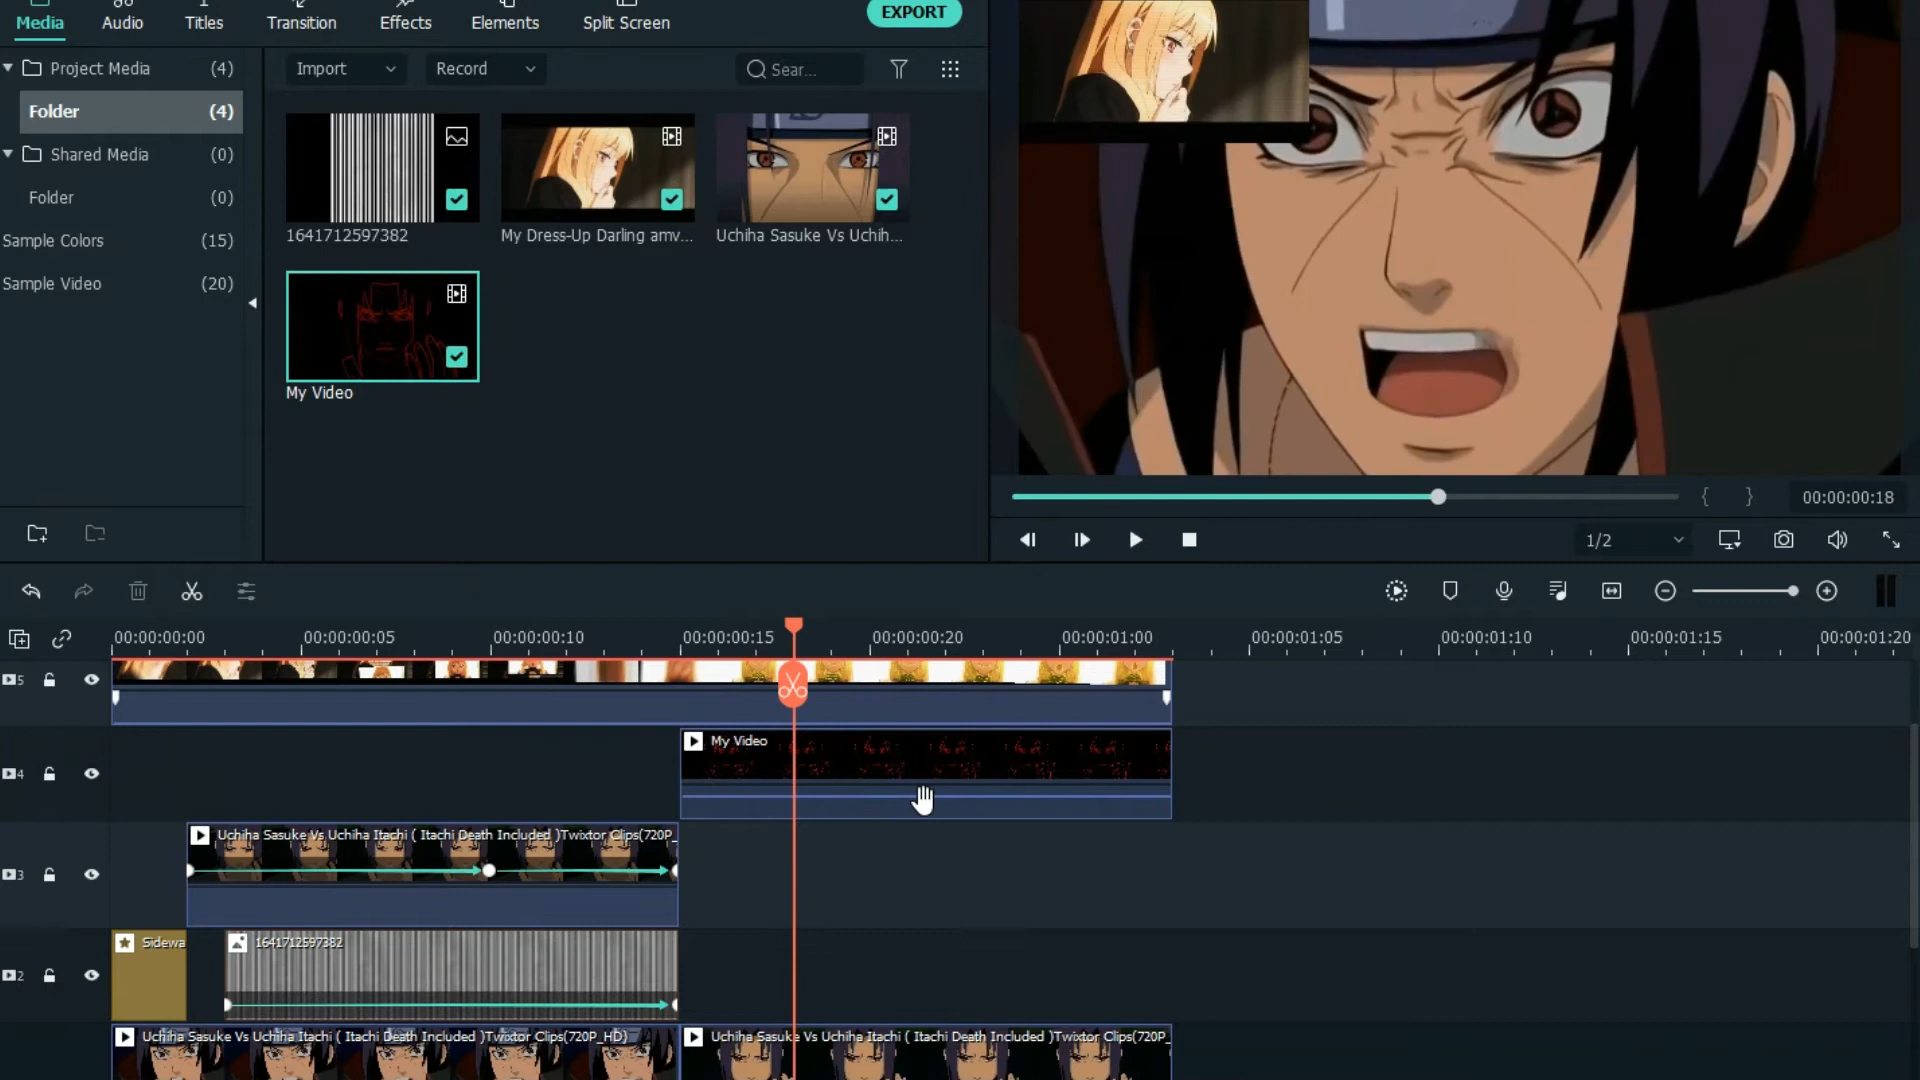 Media Audio Titles Transition Effects Elements Split Screen EXPORT
Project Media (4)
Folder (4)
Shared Media (0)
Folder (0)
Sample Colors (15)
Sample Video (20)
Import Record Sear...
1641712597382 My Dress-Up Darling amv... Uchiha Sasuke Vs Uchih...
My Video
{ } 00:00:00:18
1/2
00:00:00:00 00:00:00:05 00:00:00:10 00:00:00:15 00:00:00:20 00:00:01:00 00:00:01:05 00:00:01:10 00:00:01:15 00:00:01:20
5
4 My Video
3 Uchiha Sasuke Vs Uchiha Itachi ( Itachi Death Included )Twixtor Clips(720P_
2 Sidewa 1641712597382
Uchiha Sasuke Vs Uchiha Itachi ( Itachi Death Included )Twixtor Clips(720P_HD) Uchiha Sasuke Vs Uchiha Itachi ( Itachi Death Included )Twixtor Clips(720P_